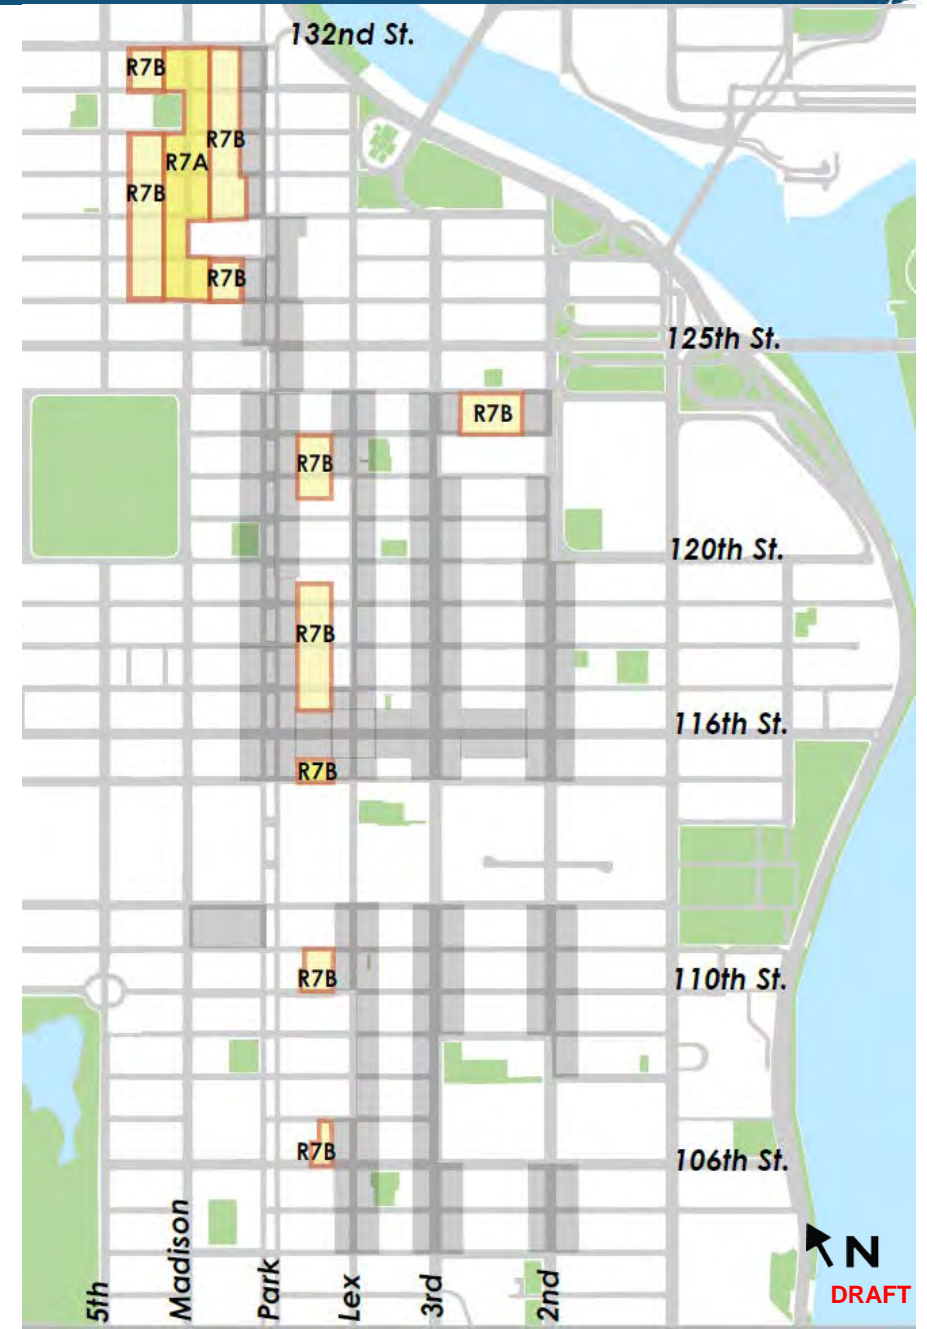 132nd St.
R7B
R7B
R7A
R7B
R7B
125th St.
R7B
R7B
120th St.
R7B
116th St.
R7B
R7B
110th St.
R7B
106th St.
5th
Madison
Park
Lex
3rd
2nd
N
DRAFT